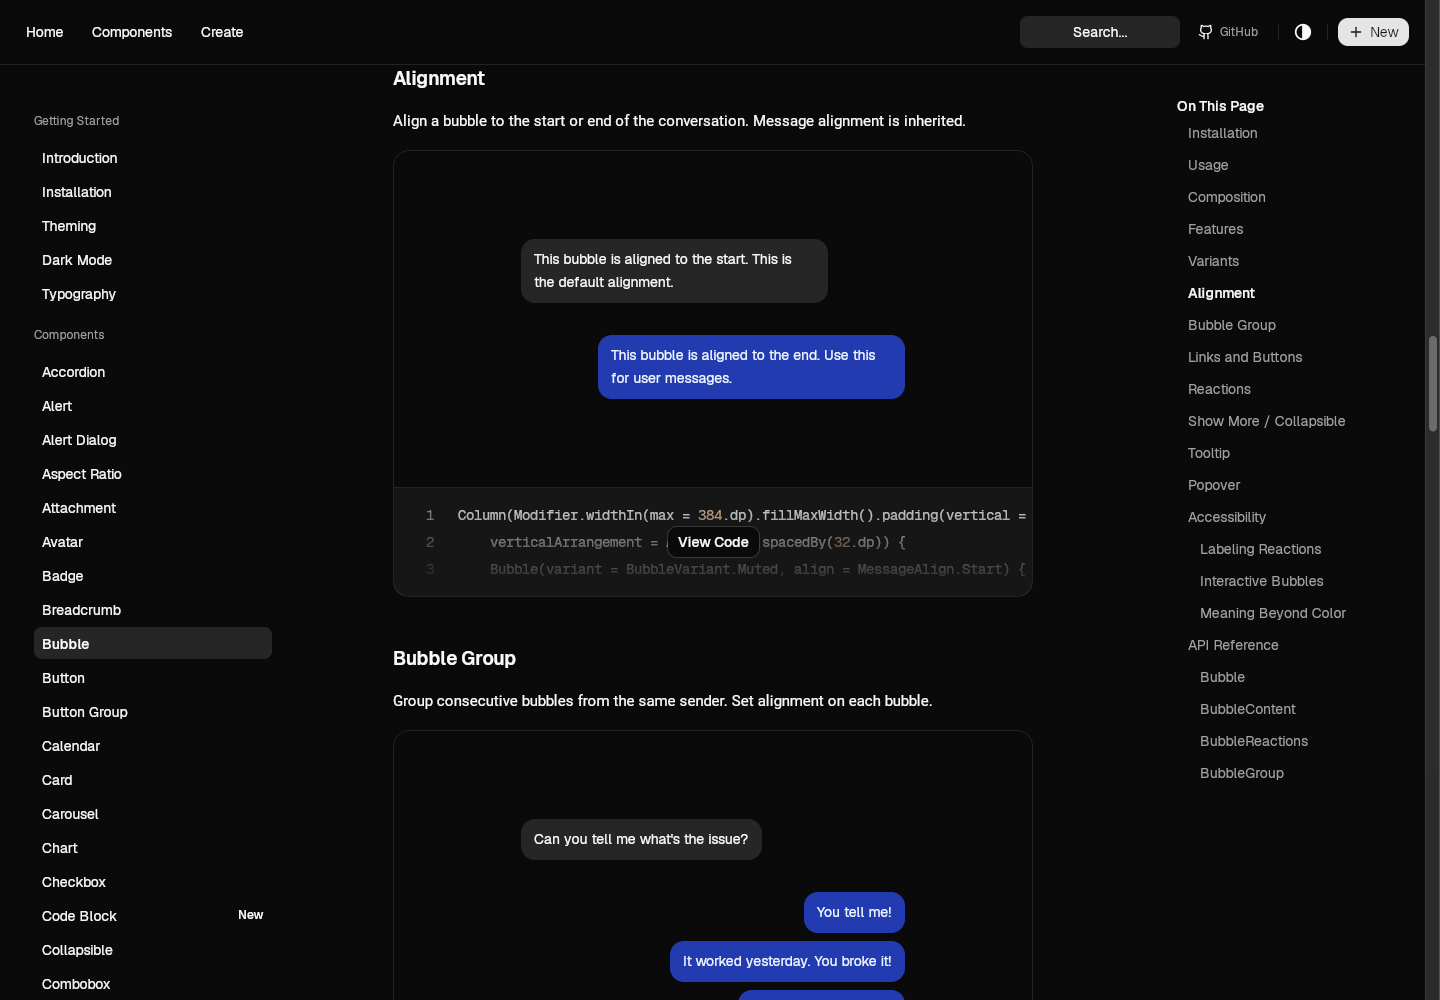 Home
Components
Create
Search...
GitHub
New
Getting Started
Introduction
Installation
Theming
Dark Mode
Typography
Components
Accordion
Alert
Alert Dialog
Aspect Ratio
Attachment
Avatar
Badge
Breadcrumb
Bubble
Button
Button Group
Calendar
Card
Carousel
Chart
Checkbox
Code Block
New
Collapsible
Combobox
Alignment
Align a bubble to the start or end of the conversation. Message alignment is inherited.
This bubble is aligned to the start. This is
the default alignment.
This bubble is aligned to the end. Use this
for user messages.
1 Column(Modifier.widthIn(max = 384.dp).fillMaxWidth().padding(vertical =
2 verticalArrangement = spacedBy(32.dp)) {
View Code
3 Bubble(variant = BubbleVariant.Muted, align = MessageAlign.Start) {
Bubble Group
Group consecutive bubbles from the same sender. Set alignment on each bubble.
Can you tell me what's the issue?
You tell me!
It worked yesterday. You broke it!
On This Page
Installation
Usage
Composition
Features
Variants
Alignment
Bubble Group
Links and Buttons
Reactions
Show More / Collapsible
Tooltip
Popover
Accessibility
Labeling Reactions
Interactive Bubbles
Meaning Beyond Color
API Reference
Bubble
BubbleContent
BubbleReactions
BubbleGroup